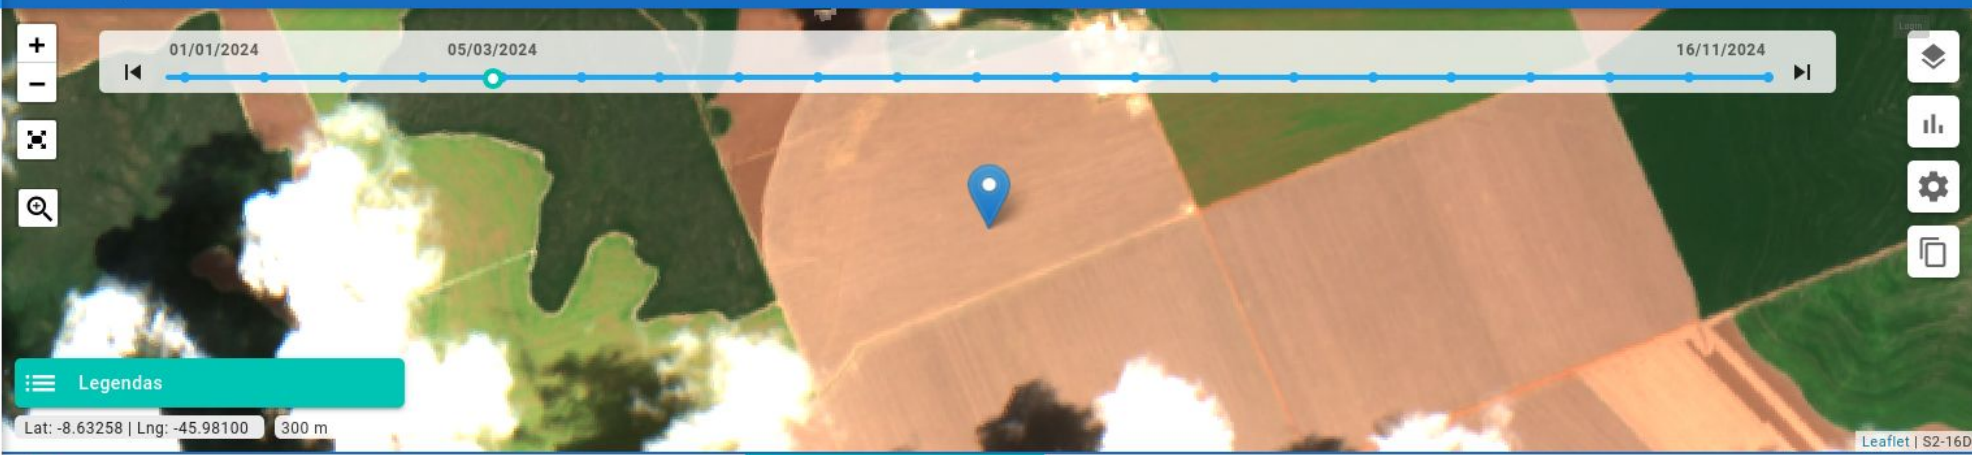 01/01/2024 05/03/2024 16/11/2024
+
−
Legendas
Lat: -8.63258 | Lng: -45.98100 300 m
Leaflet | S2-16D